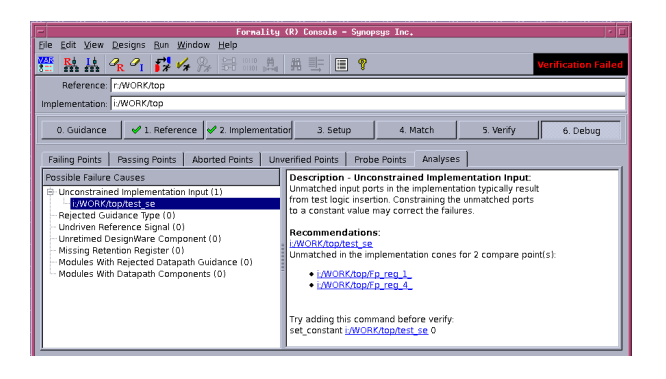 Formality (R) Console - Synopsys Inc.
File Edit View Designs Run Window Help
Verification Failed
Reference: r:/WORK/top
Implementation: i:/WORK/top
0. Guidance 1. Reference 2. Implementation 3. Setup 4. Match 5. Verify 6. Debug
Failing Points Passing Points Aborted Points Unverified Points Probe Points Analyses
Possible Failure Causes
Unconstrained Implementation Input (1)
i:/WORK/top/test_se
Rejected Guidance Type (0)
Undriven Reference Signal (0)
Unretimed DesignWare Component (0)
Missing Retention Register (0)
Modules With Rejected Datapath Guidance (0)
Modules With Datapath Components (0)
Description - Unconstrained Implementation Input:
Unmatched input ports in the implementation typically result
from test logic insertion. Constraining the unmatched ports
to a constant value may correct the failures.
Recommendations:
i:/WORK/top/test_se
Unmatched in the implementation cones for 2 compare point(s):
i:/WORK/top/Fp_reg_1_
i:/WORK/top/Fp_reg_4_
Try adding this command before verify:
set_constant i:/WORK/top/test_se 0